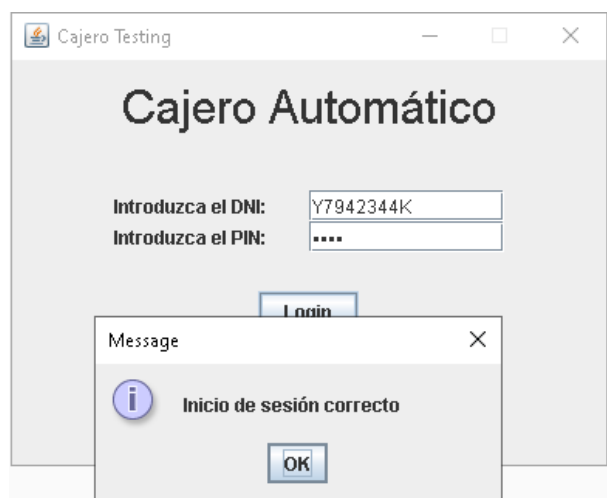 Cajero Testing
Cajero Automático
Introduzca el DNI: Y7942344K
Introduzca el PIN: ••••
Login
Message
i
Inicio de sesión correcto
OK